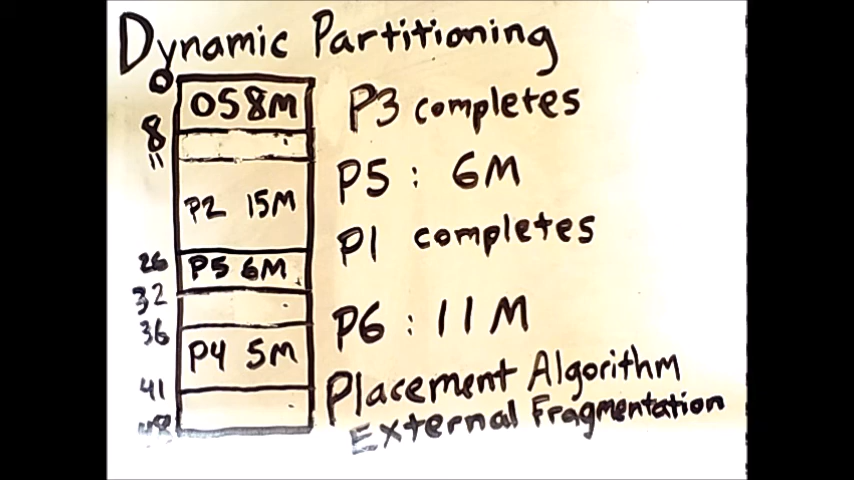 Dynamic Partitioning
0
OS 8M
P3 completes
8
11
P5 : 6M
P2 15M
P1 completes
26
P5 6M
32
P6 : 11M
36
P4 5M
Placement Algorithm
41
External Fragmentation
48